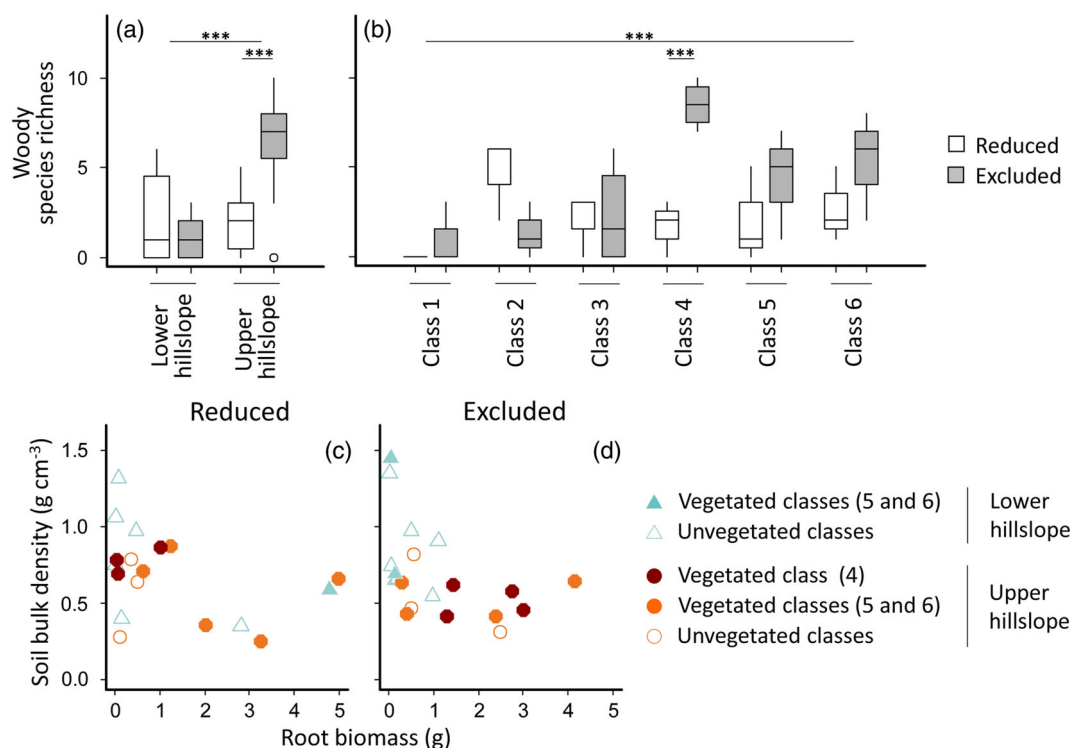 (a)
(b)
***
***
***
***
Woody
species richness
10
5
0
Reduced
Excluded
Lower
hillslope
Upper
hillslope
Class 1
Class 2
Class 3
Class 4
Class 5
Class 6
Reduced
Excluded
(c)
(d)
Soil bulk density (g cm⁻³)
1.5
1.0
0.5
0.0
0 1 2 3 4 5
0 1 2 3 4 5
Root biomass (g)
Vegetated classes (5 and 6)
Unvegetated classes
Lower
hillslope
Vegetated class (4)
Vegetated classes (5 and 6)
Unvegetated classes
Upper
hillslope